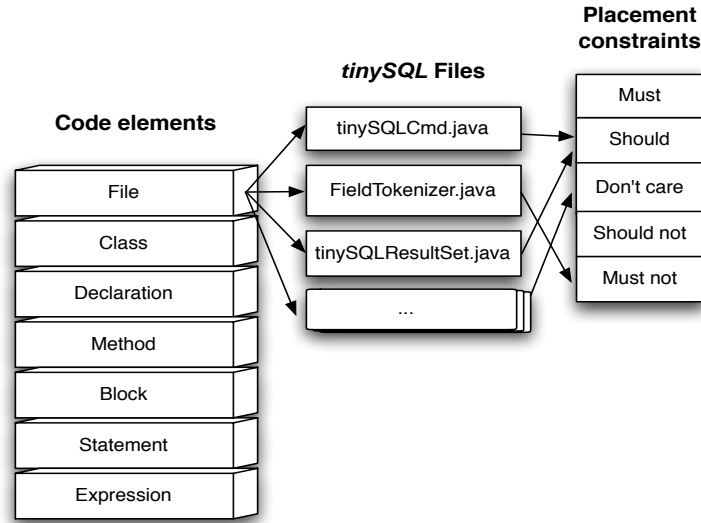 Placement
constraints
tinySQL Files
Code elements
File
Class
Declaration
Method
Block
Statement
Expression
tinySQLCmd.java
FieldTokenizer.java
tinySQLResultSet.java
...
Must
Should
Don't care
Should not
Must not